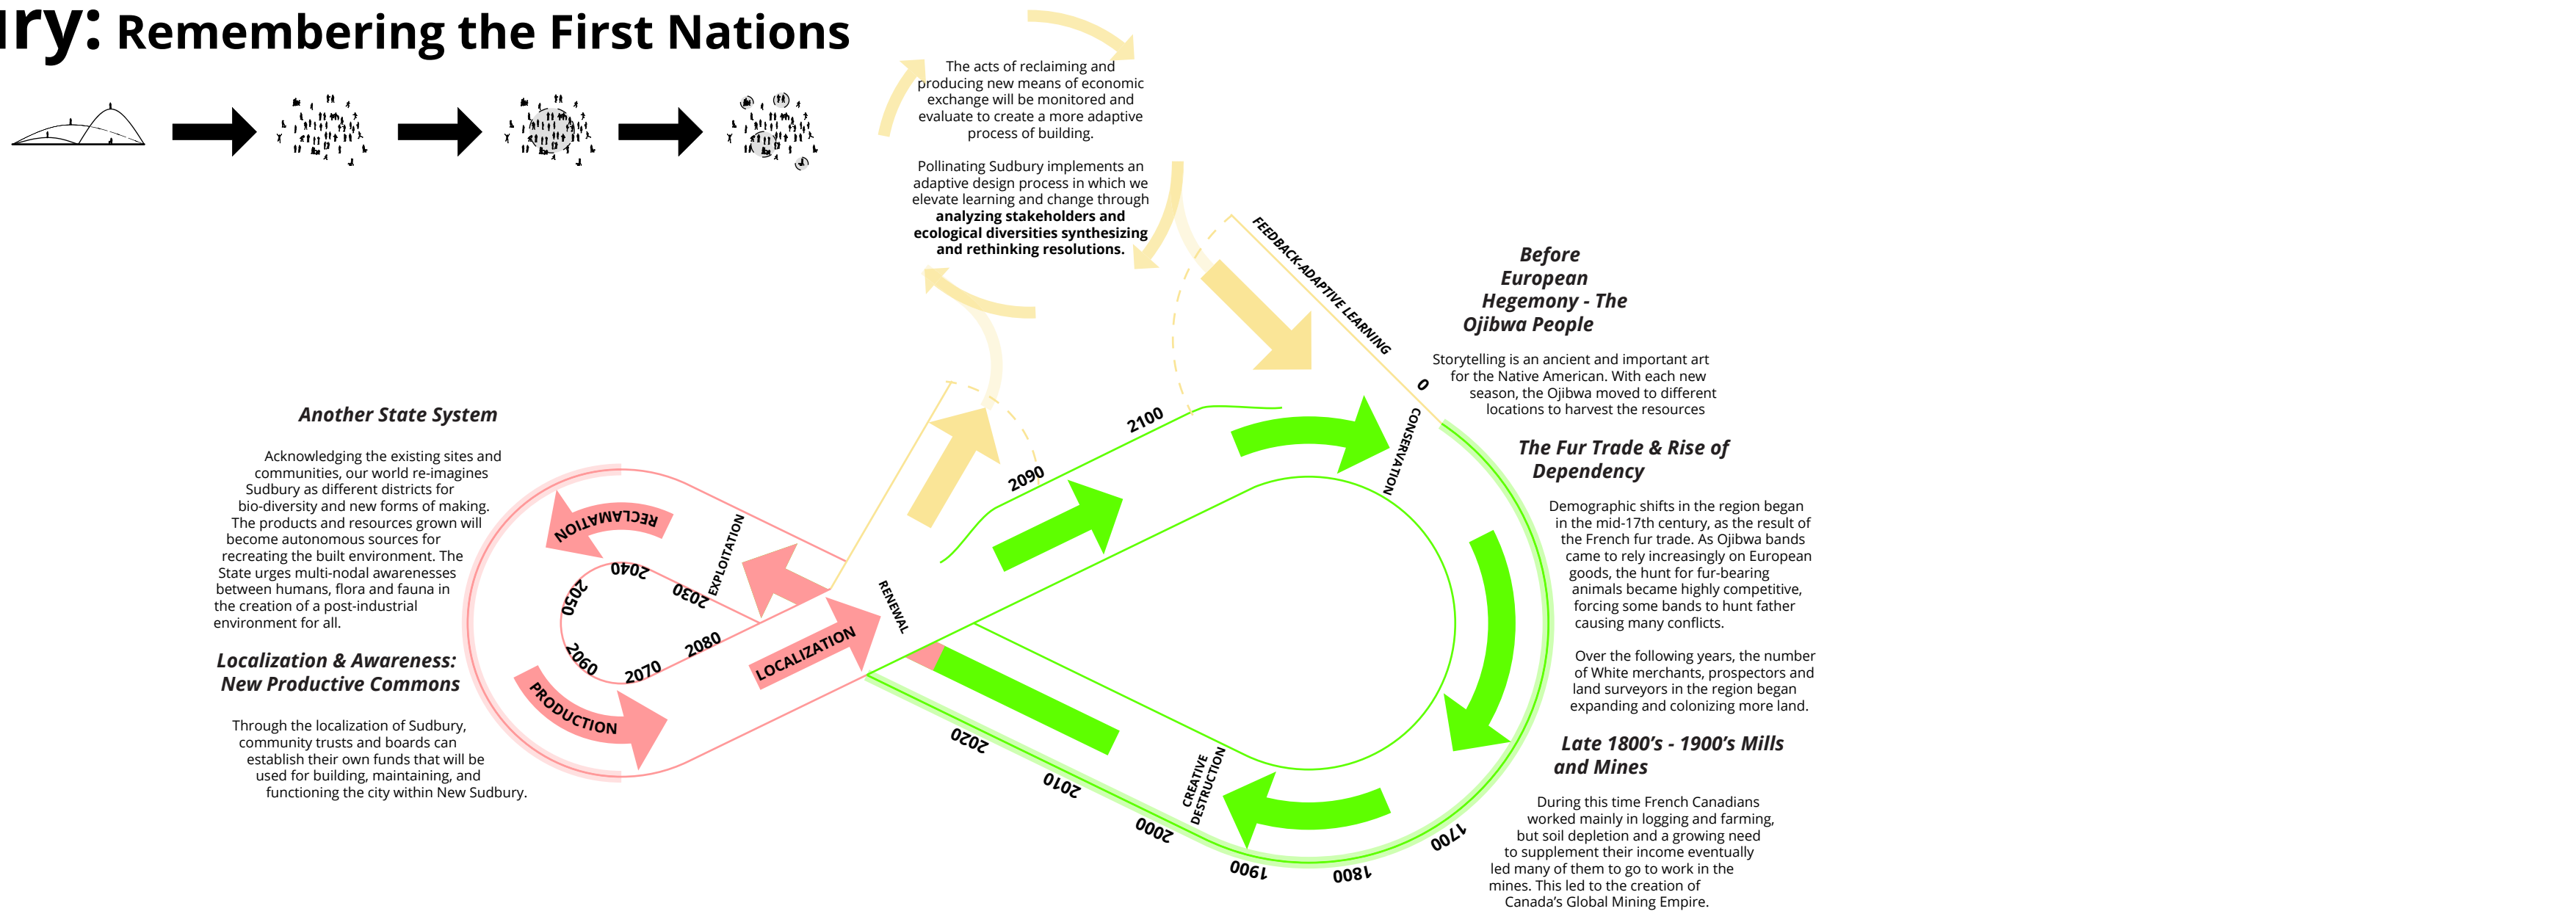 ury: Remembering the First Nations
The acts of reclaiming and
producing new means of economic
exchange will be monitored and
evaluate to create a more adaptive
process of building.
Pollinating Sudbury implements an
adaptive design process in which we
elevate learning and change through
analyzing stakeholders and
ecological diversities synthesizing
and rethinking resolutions.
FEEDBACK-ADAPTIVE LEARNING
Before
European
Hegemony - The
Ojibwa People
Storytelling is an ancient and important art
for the Native American. With each new
season, the Ojibwa moved to different
locations to harvest the resources
The Fur Trade & Rise of
Dependency
Demographic shifts in the region began
in the mid-17th century, as the result of
the French fur trade. As Ojibwa bands
came to rely increasingly on European
goods, the hunt for fur-bearing
animals became highly competitive,
forcing some bands to hunt father
causing many conflicts.
Over the following years, the number
of White merchants, prospectors and
land surveyors in the region began
expanding and colonizing more land.
Late 1800’s - 1900’s Mills
and Mines
During this time French Canadians
worked mainly in logging and farming,
but soil depletion and a growing need
to supplement their income eventually
led many of them to go to work in the
mines. This led to the creation of
Canada’s Global Mining Empire.
Another State System
Acknowledging the existing sites and
communities, our world re-imagines
Sudbury as different districts for
bio-diversity and new forms of making.
The products and resources grown will
become autonomous sources for
recreating the built environment. The
State urges multi-nodal awarenesses
between humans, flora and fauna in
the creation of a post-industrial
environment for all.
Localization & Awareness:
New Productive Commons
Through the localization of Sudbury,
community trusts and boards can
establish their own funds that will be
used for building, maintaining, and
functioning the city within New Sudbury.
0
CONSERVATION
1700
1800
1900
CREATIVE
DESTRUCTION
2000
2010
2020
RENEWAL
EXPLOITATION
RECLAMATION
2030
2040
2050
2060
2070
2080
PRODUCTION
LOCALIZATION
2090
2100